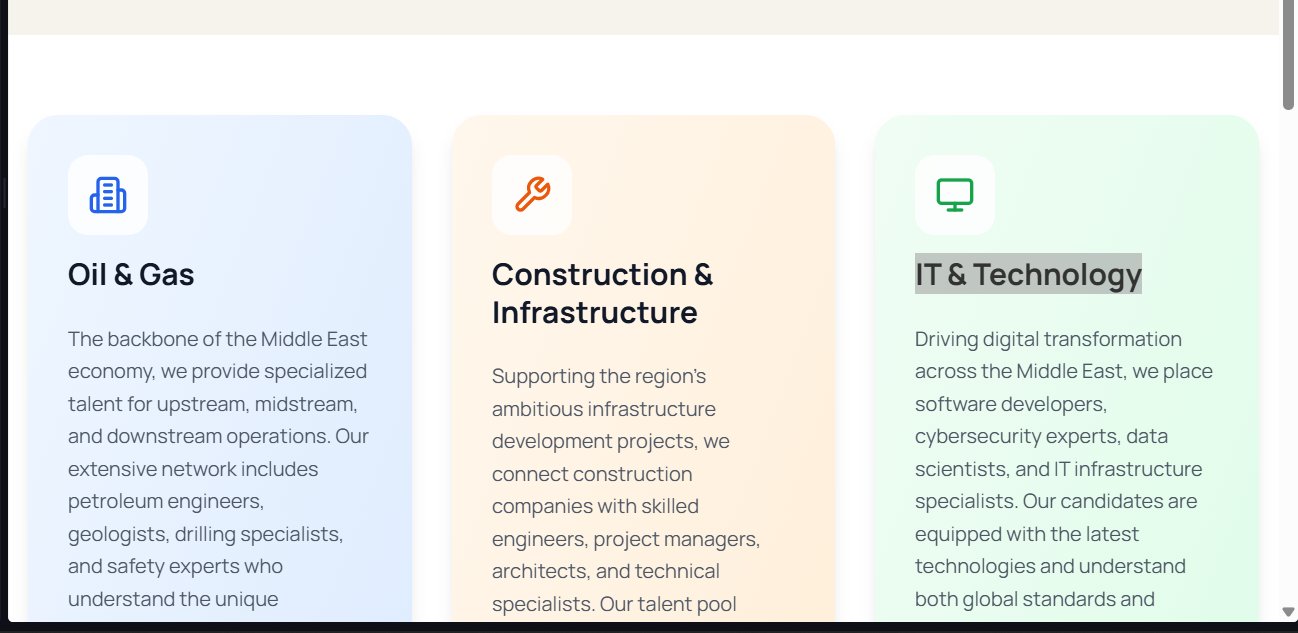 Oil & Gas
The backbone of the Middle East
economy, we provide specialized
talent for upstream, midstream,
and downstream operations. Our
extensive network includes
petroleum engineers,
geologists, drilling specialists,
and safety experts who
understand the unique
Construction &
Infrastructure
Supporting the region's
ambitious infrastructure
development projects, we
connect construction
companies with skilled
engineers, project managers,
architects, and technical
specialists. Our talent pool
IT & Technology
Driving digital transformation
across the Middle East, we place
software developers,
cybersecurity experts, data
scientists, and IT infrastructure
specialists. Our candidates are
equipped with the latest
technologies and understand
both global standards and